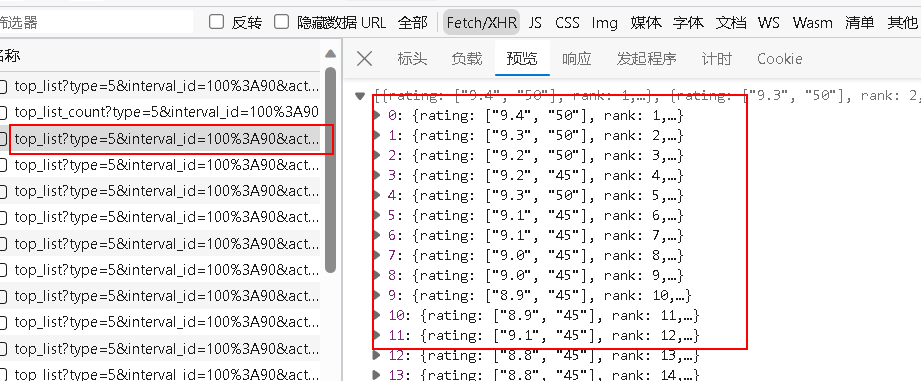 筛选器 反转 隐藏数据 URL 全部 Fetch/XHR JS CSS Img 媒体 字体 文档 WS Wasm 清单 其他
名称
top_list?type=5&interval_id=100%3A90&act...
top_list_count?type=5&interval_id=100%3A90
top_list?type=5&interval_id=100%3A90&act...
top_list?type=5&interval_id=100%3A90&act...
top_list?type=5&interval_id=100%3A90&act...
top_list?type=5&interval_id=100%3A90&act...
top_list?type=5&interval_id=100%3A90&act...
top_list?type=5&interval_id=100%3A90&act...
top_list?type=5&interval_id=100%3A90&act...
top_list?type=5&interval_id=100%3A90&act...
top_list?type=5&interval_id=100%3A90&act...
top_list?type=5&interval_id=100%3A90&act...
标头 负载 预览 响应 发起程序 计时 Cookie
[{rating: ["9.4", "50"], rank: 1,…}, {rating: ["9.3", "50"], rank: 2,
0: {rating: ["9.4", "50"], rank: 1,…}
1: {rating: ["9.3", "50"], rank: 2,…}
2: {rating: ["9.2", "50"], rank: 3,…}
3: {rating: ["9.2", "45"], rank: 4,…}
4: {rating: ["9.3", "50"], rank: 5,…}
5: {rating: ["9.1", "45"], rank: 6,…}
6: {rating: ["9.1", "45"], rank: 7,…}
7: {rating: ["9.0", "45"], rank: 8,…}
8: {rating: ["9.0", "45"], rank: 9,…}
9: {rating: ["8.9", "45"], rank: 10,…}
10: {rating: ["8.9", "45"], rank: 11,…}
11: {rating: ["9.1", "45"], rank: 12,…}
12: {rating: ["8.8", "45"], rank: 13,…}
13: {rating: ["8.8", "45"], rank: 14,…}